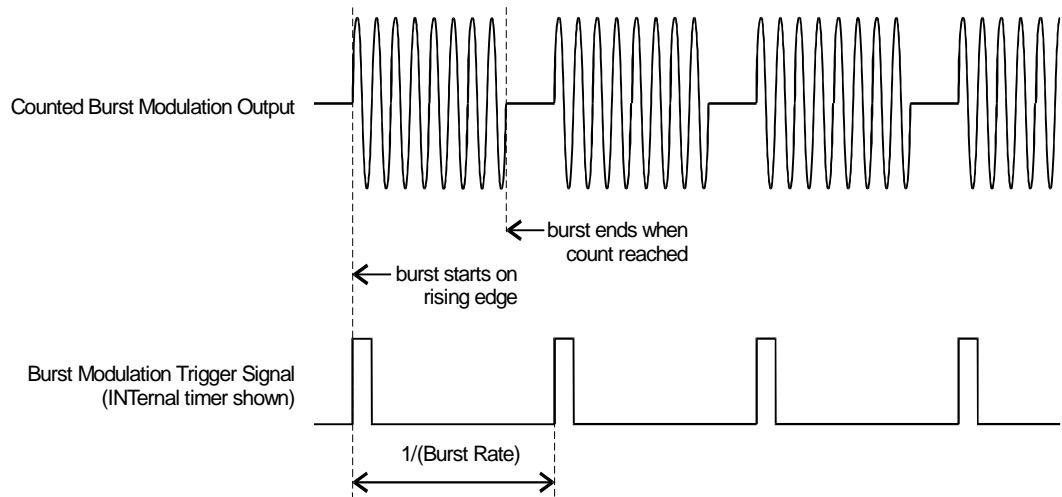 Counted Burst Modulation Output
burst ends when
count reached
burst starts on
rising edge
Burst Modulation Trigger Signal
(INTernal timer shown)
1/(Burst Rate)